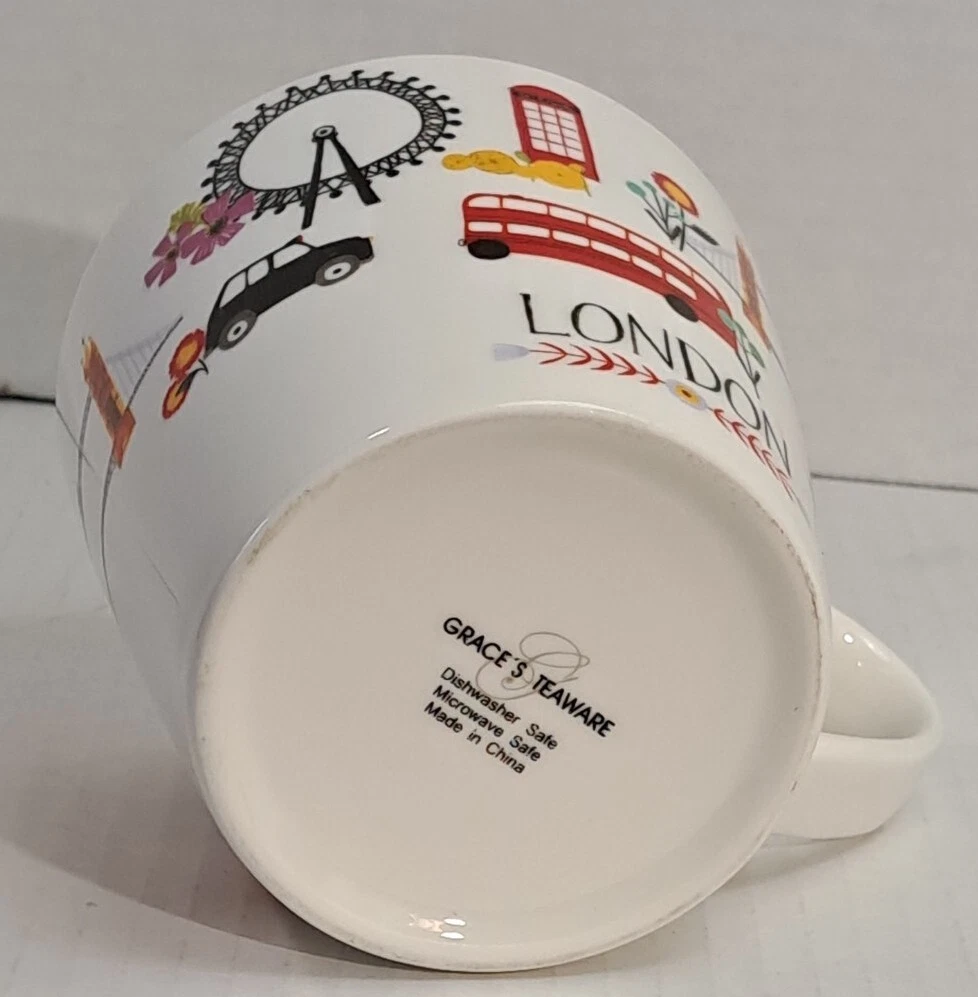 LONDON
GRACE'S TEAWARE
Dishwasher Safe
Microwave Safe
Made in China